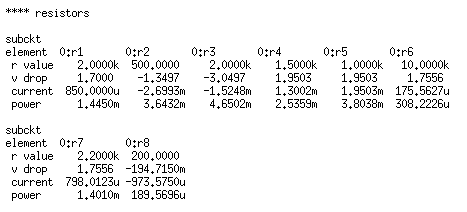 **** resistors
subckt
element 0:r1 0:r2 0:r3 0:r4 0:r5 0:r6
r value 2.0000k 500.0000 2.0000k 1.5000k 1.0000k 10.0000k
v drop 1.7000 -1.3497 -3.0497 1.9503 1.9503 1.7556
current 850.0000u -2.6993m -1.5248m 1.3002m 1.9503m 175.5627u
power 1.4450m 3.6432m 4.6502m 2.5359m 3.8038m 308.2226u
subckt
element 0:r7 0:r8
r value 2.2000k 200.0000
v drop 1.7556 -194.7150m
current 798.0123u -973.5750u
power 1.4010m 189.5696u